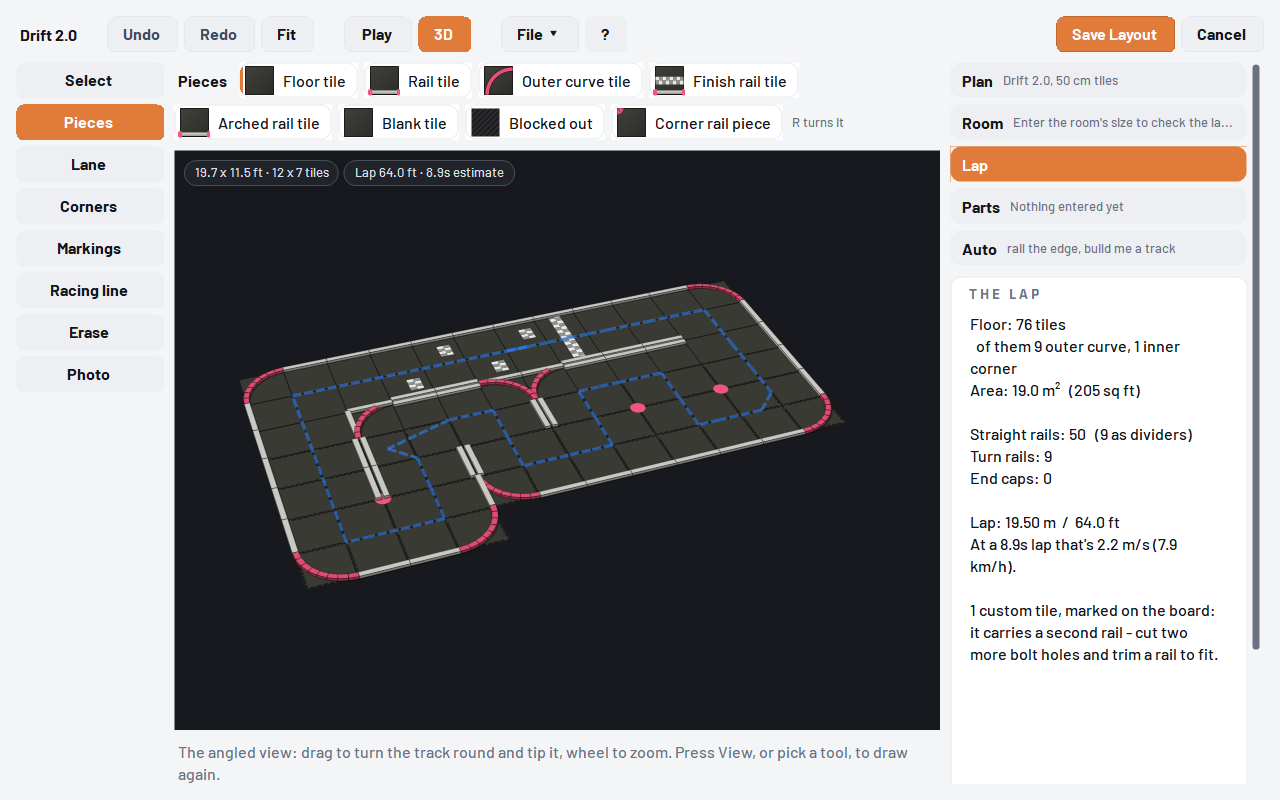 Drift 2.0
Undo
Redo
Fit
Play
3D
File
?
Save Layout
Cancel
Select
Pieces
Lane
Corners
Markings
Racing line
Erase
Photo
Pieces
Floor tile
Rail tile
Outer curve tile
Finish rail tile
Arched rail tile
Blank tile
Blocked out
Corner rail piece
R turns it
19.7 x 11.5 ft · 12 x 7 tiles
Lap 64.0 ft · 8.9s estimate
The angled view: drag to turn the track round and tip it, wheel to zoom. Press View, or pick a tool, to draw
again.
Plan Drift 2.0, 50 cm tiles
Room Enter the room's size to check the la...
Lap
Parts Nothing entered yet
Auto rail the edge, build me a track
THE LAP
Floor: 76 tiles
of them 9 outer curve, 1 inner
corner
Area: 19.0 m² (205 sq ft)
Straight rails: 50 (9 as dividers)
Turn rails: 9
End caps: 0
Lap: 19.50 m / 64.0 ft
At a 8.9s lap that's 2.2 m/s (7.9
km/h).
1 custom tile, marked on the board:
it carries a second rail - cut two
more bolt holes and trim a rail to fit.